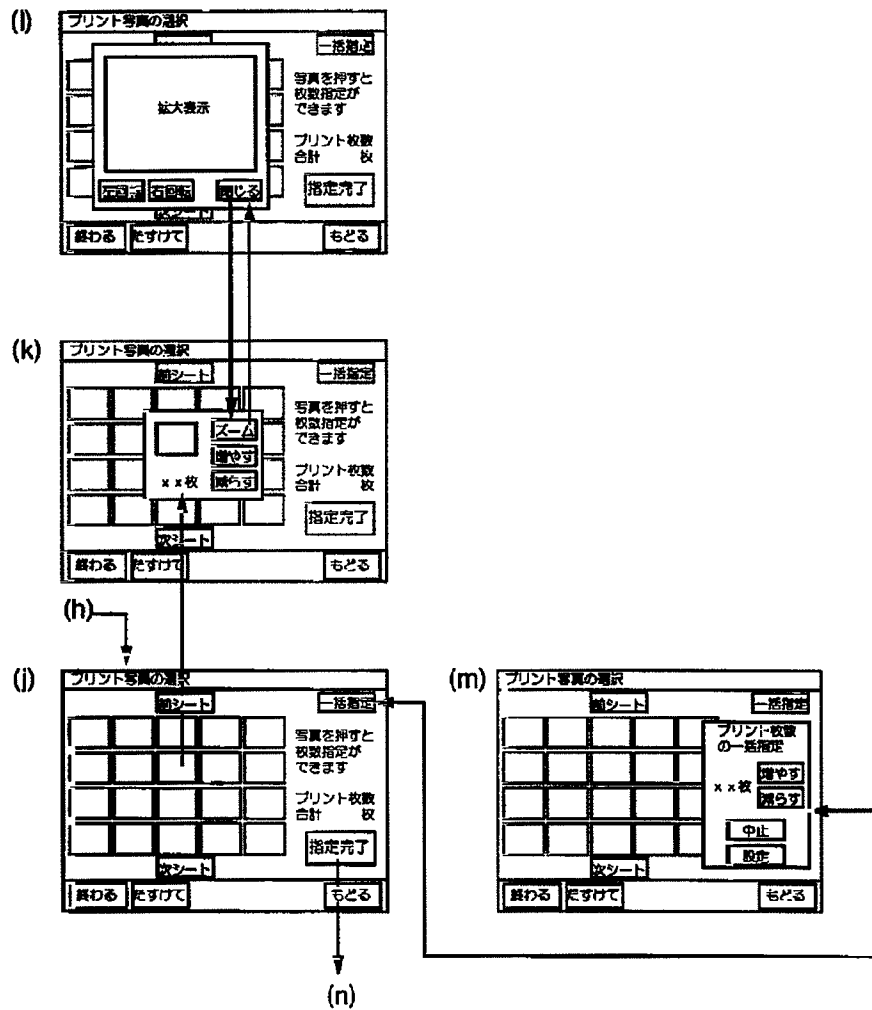 (l)
プリント写真の選択
一括指定
写真を押すと
枚数指定が
できます
拡大表示
プリント枚数
合計 枚
左回転 右回転 閉じる
指定完了
次シート
終わる たすけて もどる
(k)
プリント写真の選択
前シート 一括指定
写真を押すと
枚数指定が
できます
ズーム
増やす
××枚 減らす
プリント枚数
合計 枚
指定完了
次シート
終わる たすけて もどる
(h)
(j)
プリント写真の選択
前シート 一括指定
写真を押すと
枚数指定が
できます
プリント枚数
合計 枚
指定完了
次シート
終わる たすけて もどる
(n)
(m)
プリント写真の選択
前シート 一括指定
プリント枚数
の一括指定
増やす
××枚
減らす
中止
設定
次シート
終わる たすけて もどる